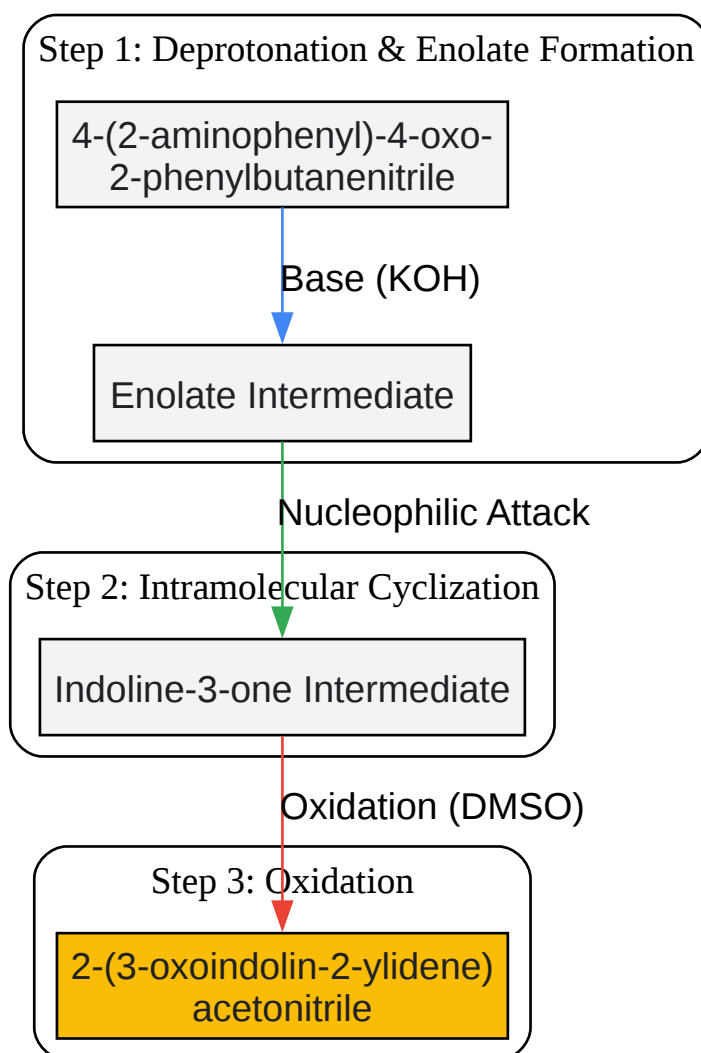 Step 1: Deprotonation & Enolate Formation
4-(2-aminophenyl)-4-oxo-
2-phenylbutanenitrile
Base (KOH)
Enolate Intermediate
Nucleophilic Attack
Step 2: Intramolecular Cyclization
Indoline-3-one Intermediate
Oxidation (DMSO)
Step 3: Oxidation
2-(3-oxoindolin-2-ylidene)
acetonitrile